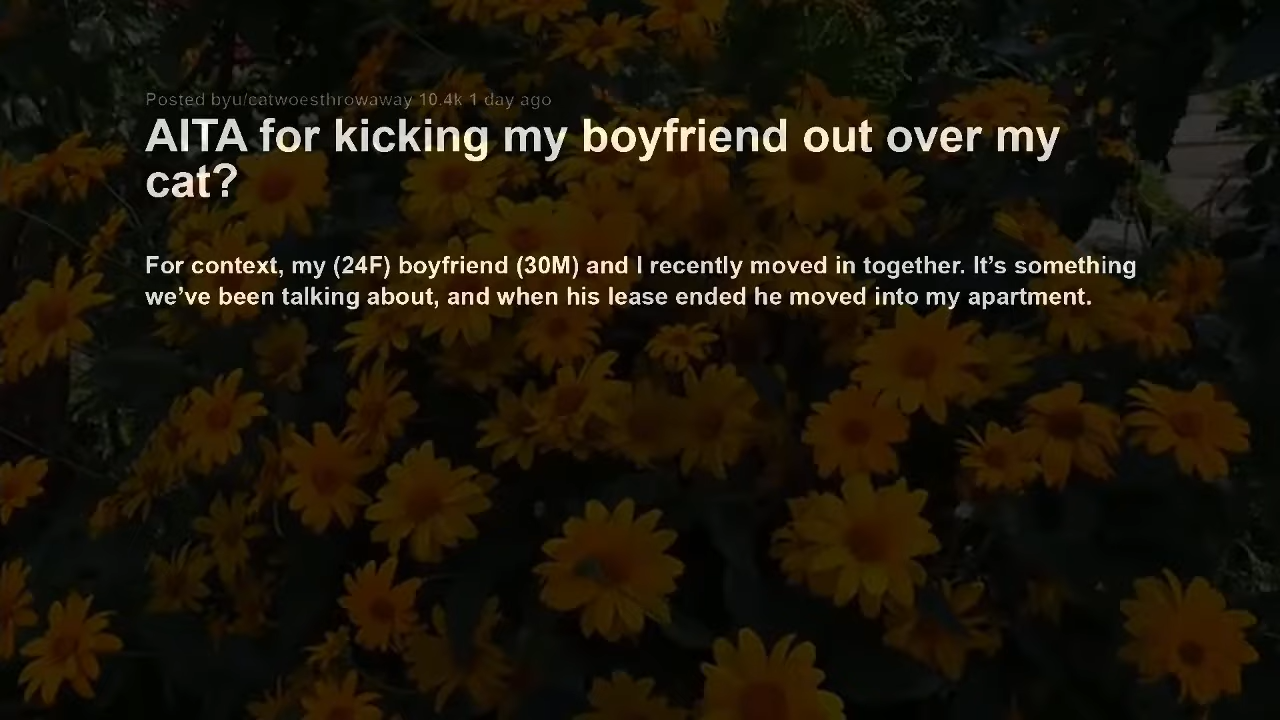 Posted byu/catwoesthrowaway 10.4k 1 day ago
AITA for kicking my boyfriend out over my
cat?
For context, my (24F) boyfriend (30M) and I recently moved in together. It’s something
we’ve been talking about, and when his lease ended he moved into my apartment.